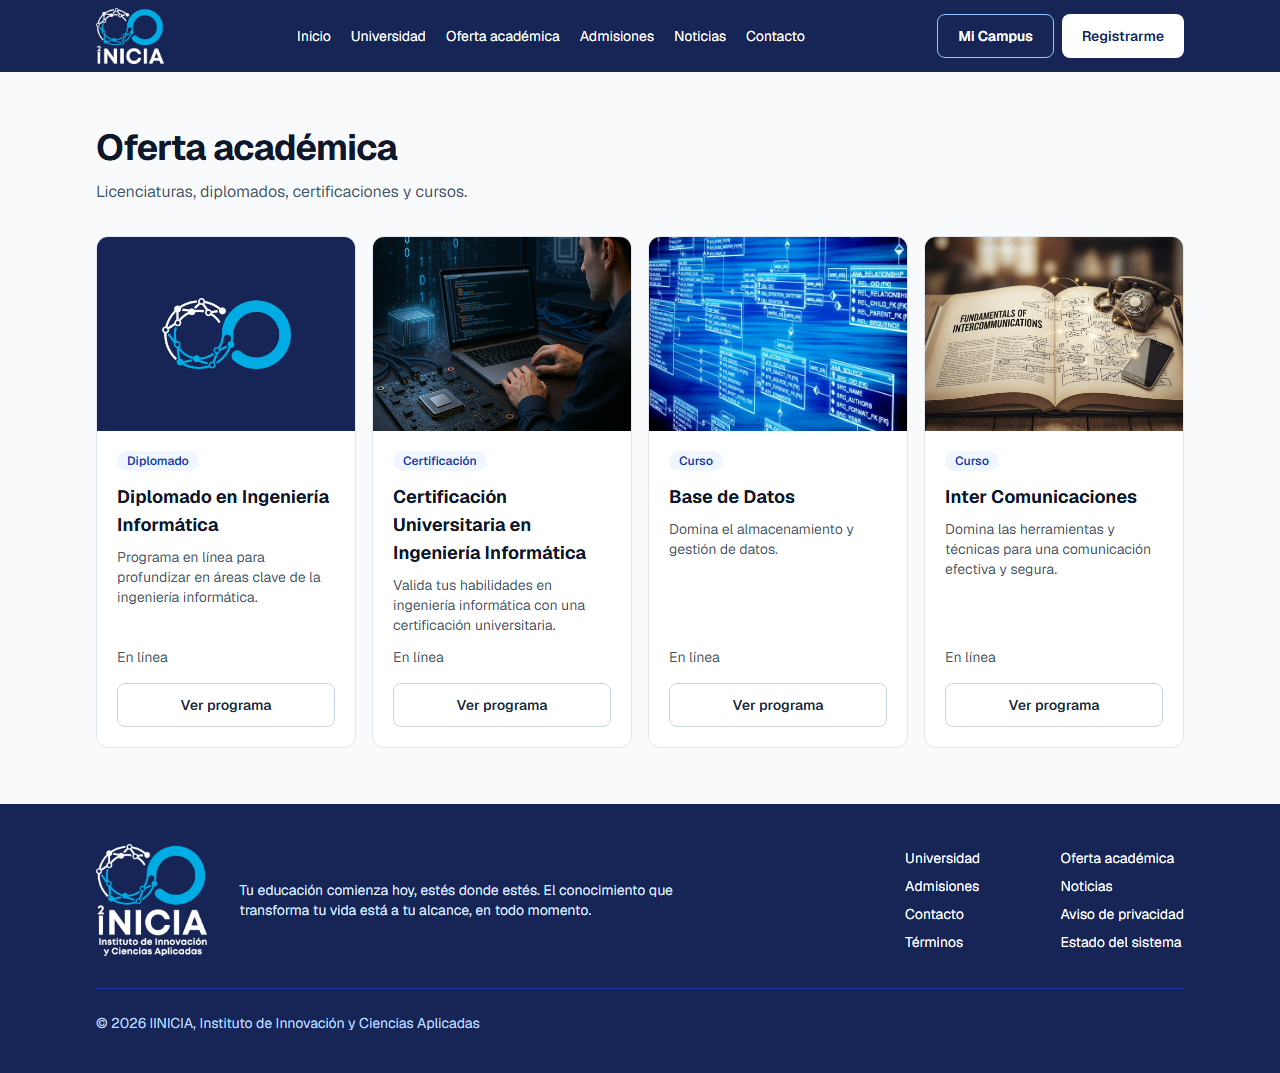 iNICIA
2
Inicio
Universidad
Oferta académica
Admisiones
Noticias
Contacto
Mi Campus
Registrarme
Oferta académica
Licenciaturas, diplomados, certificaciones y cursos.
FUNDAMENTALS OF
INTERCOMMUNICATIONS
Diplomado
Diplomado en Ingeniería
Informática
Programa en línea para
profundizar en áreas clave de la
ingeniería informática.
En línea
Ver programa
Certificación
Certificación
Universitaria en
Ingeniería Informática
Valida tus habilidades en
ingeniería informática con una
certificación universitaria.
En línea
Ver programa
Curso
Base de Datos
Domina el almacenamiento y
gestión de datos.
En línea
Ver programa
Curso
Inter Comunicaciones
Domina las herramientas y
técnicas para una comunicación
efectiva y segura.
En línea
Ver programa
2
iNICIA
Instituto de Innovación
y Ciencias Aplicadas
Tu educación comienza hoy, estés donde estés. El conocimiento que
transforma tu vida está a tu alcance, en todo momento.
Universidad
Admisiones
Contacto
Términos
Oferta académica
Noticias
Aviso de privacidad
Estado del sistema
© 2026 IINICIA, Instituto de Innovación y Ciencias Aplicadas